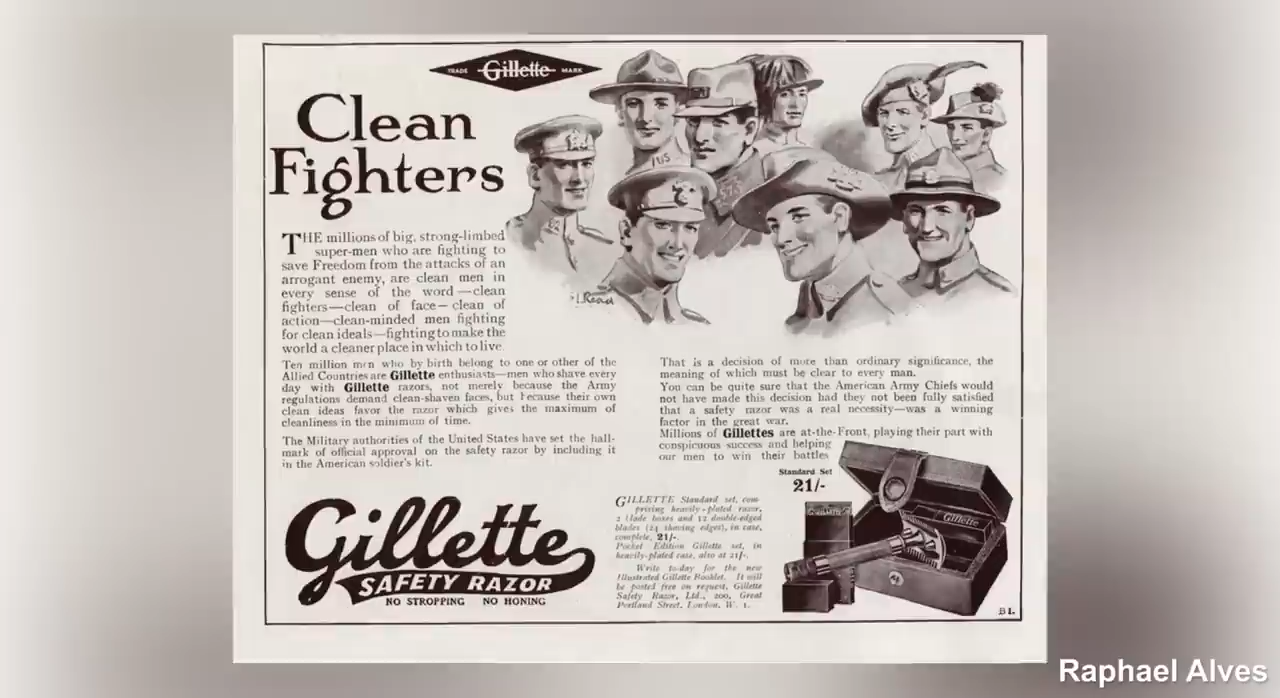 TRADE Gillette MARK
Clean
Fighters
THE millions of big, strong-limbed
super-men who are fighting to
save Freedom from the attacks of an
arrogant enemy, are clean men in
every sense of the word—clean
fighters—clean of face—clean of
action—clean-minded men fighting
for clean ideals—fighting to make the
world a cleaner place in which to live.
Ten million men who by birth belong to one or other of the
Allied Countries are Gillette enthusiasts—men who shave every
day with Gillette razors, not merely because the Army
regulations demand clean-shaven faces, but because their own
clean ideas favor the razor which gives the maximum of
cleanliness in the minimum of time.
The Military authorities of the United States have set the hall-
mark of official approval on the safety razor by including it
in the American soldier's kit.
US
That is a decision of more than ordinary significance, the
meaning of which must be clear to every man.
You can be quite sure that the American Army Chiefs would
not have made this decision had they not been fully satisfied
that a safety razor was a real necessity—was a winning
factor in the great war.
Millions of Gillettes are at-the-Front, playing their part with
conspicuous success and helping
our men to win their battles
Standard Set
21/-
Gillette
SAFETY RAZOR
NO STROPPING NO HONING
GILLETTE Standard set, com-
prizing heavily-plated razor,
2 blade boxes and 12 double-edged
blades (24 shaving edges), in case,
complete, 21/-.
Pocket Edition Gillette set, in
heavily-plated case, also at 21/-.
Write to-day for the new
Illustrated Gillette Booklet. It will
be posted free on request, Gillette
Safety Razor, Ltd., 200, Great
Portland Street, London, W. 1.
Gillette
B 1.
Raphael Alves